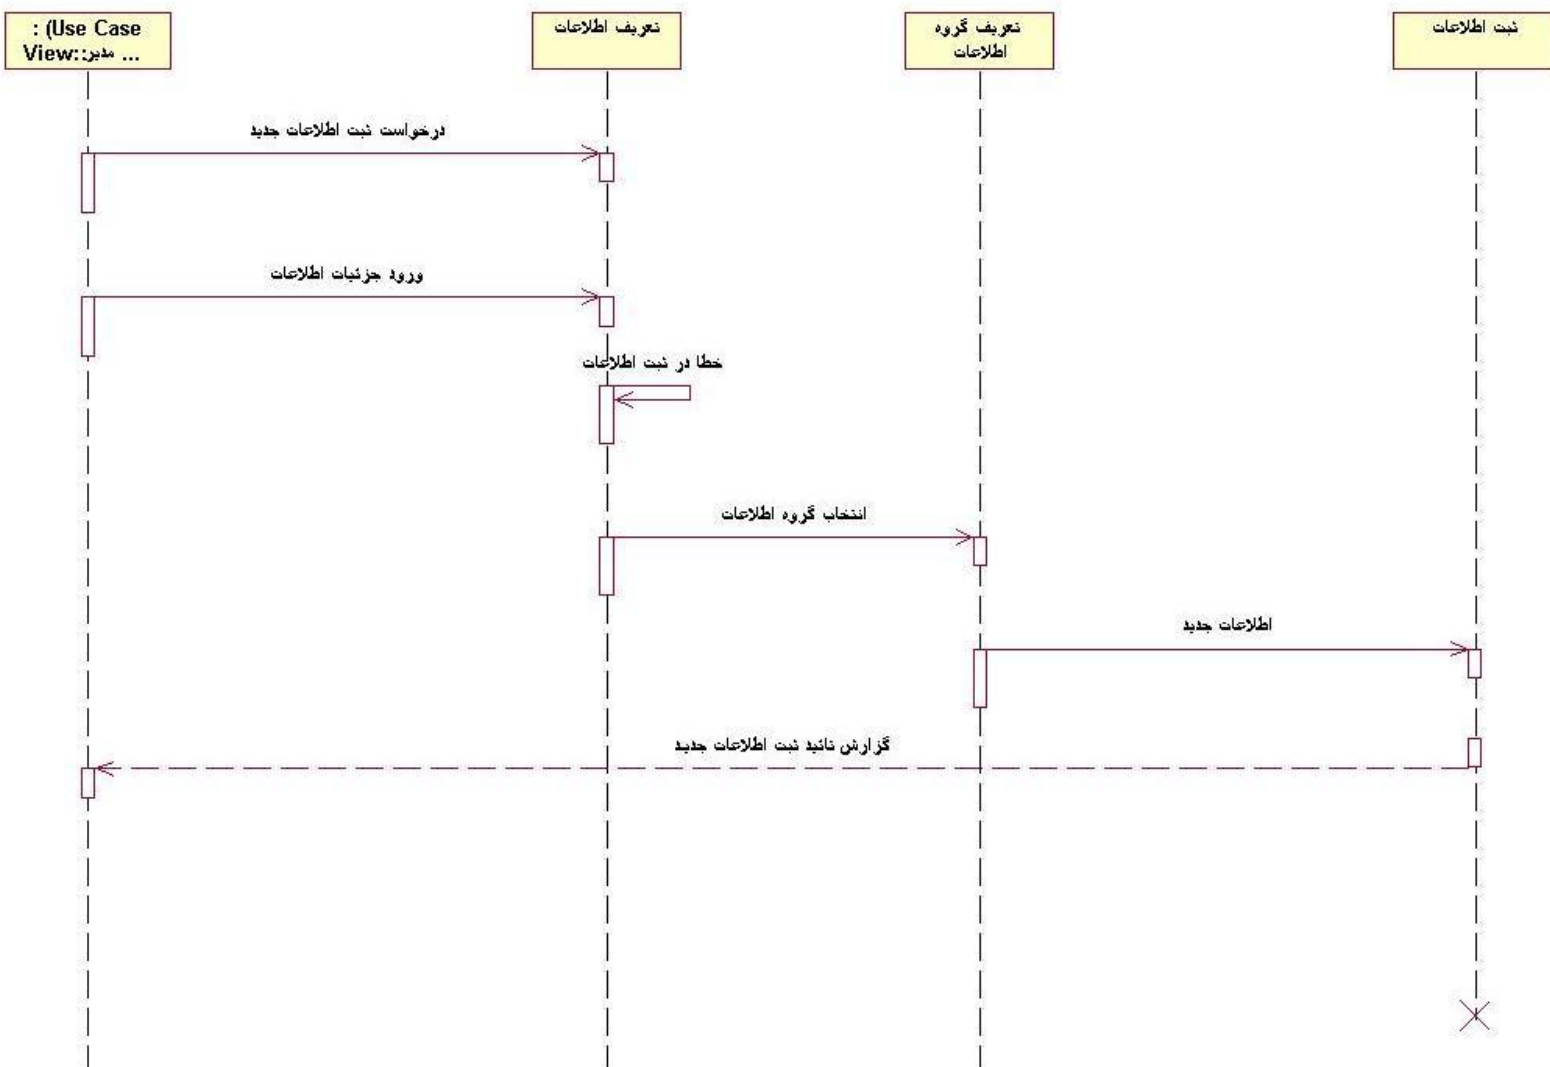 : (Use Case
View::مدیر ...
تعریف اطلاعات
تعریف گروه
اطلاعات
ثبت اطلاعات
درخواست ثبت اطلاعات جدید
ورود جزئیات اطلاعات
خطا در ثبت اطلاعات
انتخاب گروه اطلاعات
اطلاعات جدید
گزارش تائید ثبت اطلاعات جدید